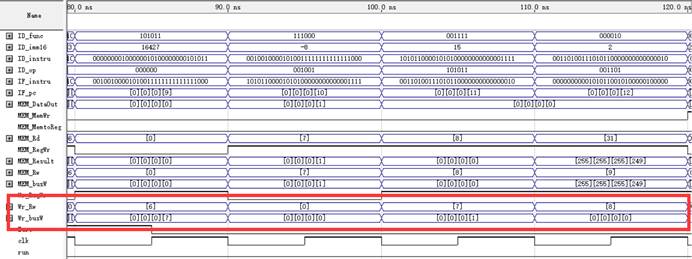 Name 80.0 ns 90.0 ns 100.0 ns 110.0 ns 120.0 ns
ID_func 101011 111000 001111 000010
ID_imm16 16427 -8 15 2
ID_instru 00000000100000010100000000101011 00100100001010011111111111111000 10101100001010100000000000001111 00110100111010110000000000000010
ID_op 000000 001001 101011 001101
IF_instru 00100100001010011111111111111000 10101100001010100000000000001111 00110100111010110000000000000010
IF_pc [0][0][0][9] [0][0][0][10] [0][0][0][11] [0][0][0][12]
MEM_DataOut [0][0][0][0] [0][0][0][1] [0][0][0][0]
MEM_MemWr
MEM_MemtoReg
MEM_Rd [0] [7] [8] [31]
MEM_RegWr
MEM_Result [0][0][0][0] [0][0][0][1] [0][0][0][0] [255][255][255][249]
MEM_Rw [0] [7] [8] [9]
MEM_busW [0][0][0][0] [0][0][0][1] [0][0][0][0] [255][255][255][249]
Wr_Rw [6] [0] [7] [8]
Wr_busW [0][0][0][7] [0][0][0][0] [0][0][0][1] [0][0][0][0]
clk
run